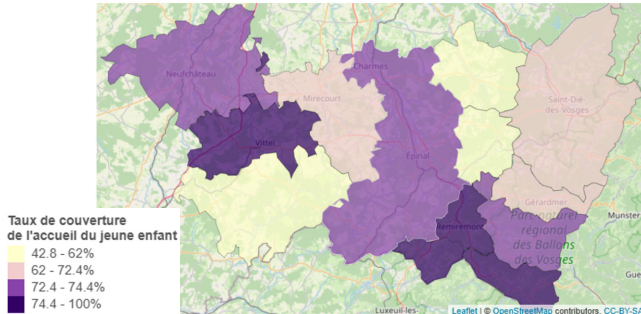 Neufchâteau
Charmes
Mirecourt
Saint-Dié
des Vosges
Vittel
Épinal
Gérardmer
Munster
Remiremont
Parc naturel
régional
des Ballons
des Vosges
Gue
Luxeuil-les-
Taux de couverture
de l'accueil du jeune enfant
42.8 - 62%
62 - 72.4%
72.4 - 74.4%
74.4 - 100%
Leaflet | © OpenStreetMap contributors, CC-BY-SA